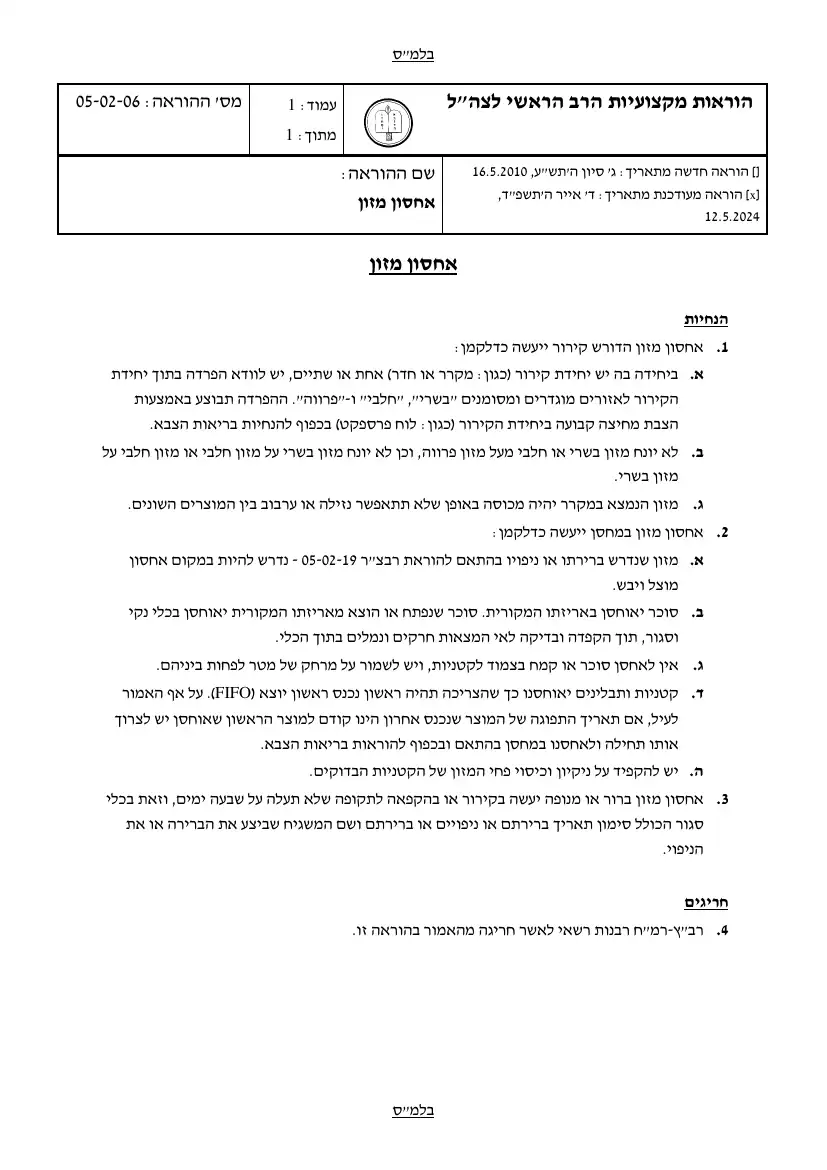 בלמ"ס
הוראות מקצועיות הרב הראשי לצה"ל
עמוד : 1
מתוך : 1
מס' ההוראה : 05-02-06
[] הוראה חדשה מתאריך : ג' סיון ה'תש"ע, 16.5.2010
[x] הוראה מעודכנת מתאריך : ד' אייר ה'תשפ"ד,
12.5.2024
שם ההוראה :
אחסון מזון
אחסון מזון
הנחיות
1. אחסון מזון הדורש קירור ייעשה כדלקמן :
א. ביחידה בה יש יחידת קירור (כגון : מקרר או חדר) אחת או שתיים, יש לוודא הפרדה בתוך יחידת
הקירור לאזורים מוגדרים ומסומנים "בשרי", "חלבי" ו-"פרווה". ההפרדה תבוצע באמצעות
הצבת מחיצה קבועה ביחידת הקירור (כגון : לוח פרספקט) בכפוף להנחיות בריאות הצבא.
ב. לא יונח מזון בשרי או חלבי מעל מזון פרווה, וכן לא יונח מזון בשרי על מזון חלבי או מזון חלבי על
מזון בשרי.
ג. מזון הנמצא במקרר יהיה מכוסה באופן שלא תתאפשר נזילה או ערבוב בין המוצרים השונים.
2. אחסון מזון במחסן ייעשה כדלקמן :
א. מזון שנדרש ברירתו או ניפויו בהתאם להוראת רבצ"ר 05-02-19 - נדרש להיות במקום אחסון
מוצל ויבש.
ב. סוכר יאוחסן באריזתו המקורית. סוכר שנפתח או הוצא מאריזתו המקורית יאוחסן בכלי נקי
וסגור, תוך הקפדה ובדיקה לאי המצאות חרקים ונמלים בתוך הכלי.
ג. אין לאחסן סוכר או קמח בצמוד לקטניות, ויש לשמור על מרחק של מטר לפחות ביניהם.
ד. קטניות ותבלינים יאוחסנו כך שהצריכה תהיה ראשון נכנס ראשון יוצא (FIFO). על אף האמור
לעיל, אם תאריך התפוגה של המוצר שנכנס אחרון הינו קודם למוצר הראשון שאוחסן יש לצרוך
אותו תחילה ולאחסנו במחסן בהתאם ובכפוף להוראות בריאות הצבא.
ה. יש להקפיד על ניקיון וכיסוי פחי המזון של הקטניות הבדוקים.
3. אחסון מזון ברור או מנופה יעשה בקירור או בהקפאה לתקופה שלא תעלה על שבעה ימים, וזאת בכלי
סגור הכולל סימון תאריך ברירתם או ניפויים או ברירתם ושם המשגיח שביצע את הברירה או את
הניפוי.
חריגים
4. רב"ץ-רמ"ח רבנות רשאי לאשר חריגה מהאמור בהוראה זו.
בלמ"ס